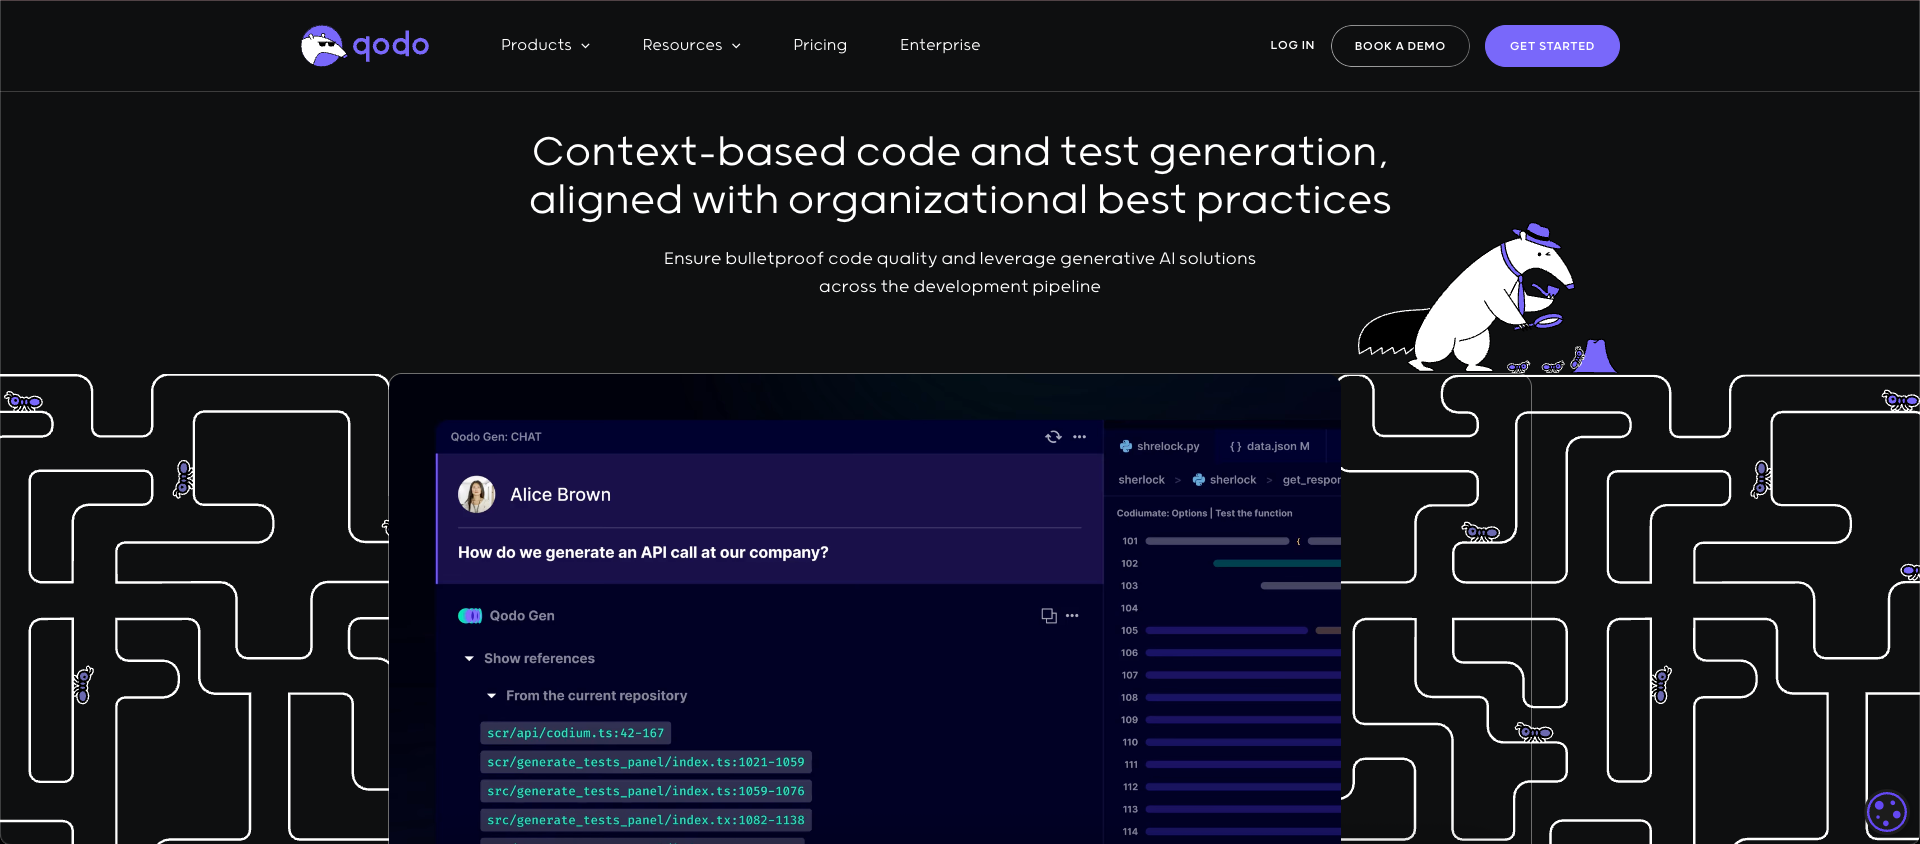 qodo
Products
Resources
Pricing
Enterprise
LOG IN
BOOK A DEMO
GET STARTED
Context-based code and test generation,
aligned with organizational best practices
Ensure bulletproof code quality and leverage generative AI solutions
across the development pipeline
Qodo Gen: CHAT
Alice Brown
How do we generate an API call at our company?
Qodo Gen
Show references
From the current repository
scr/api/codium.ts:42-167
scr/generate_tests_panel/index.ts:1021-1059
src/generate_tests_panel/index.ts:1059-1076
src/generate_tests_panel/index.tx:1082-1138
shrelock.py
{ } data.json M
sherlock > sherlock > get_respor
Codiumate: Options | Test the function
101 {
102
103
104
105
106
107
108
109
110
111
112
113
114